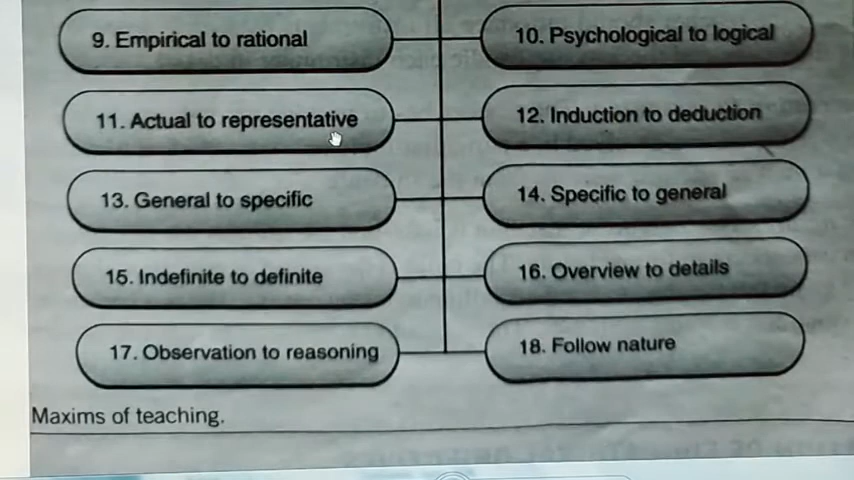 9. Empirical to rational
10. Psychological to logical
11. Actual to representative
12. Induction to deduction
13. General to specific
14. Specific to general
15. Indefinite to definite
16. Overview to details
17. Observation to reasoning
18. Follow nature
Maxims of teaching.